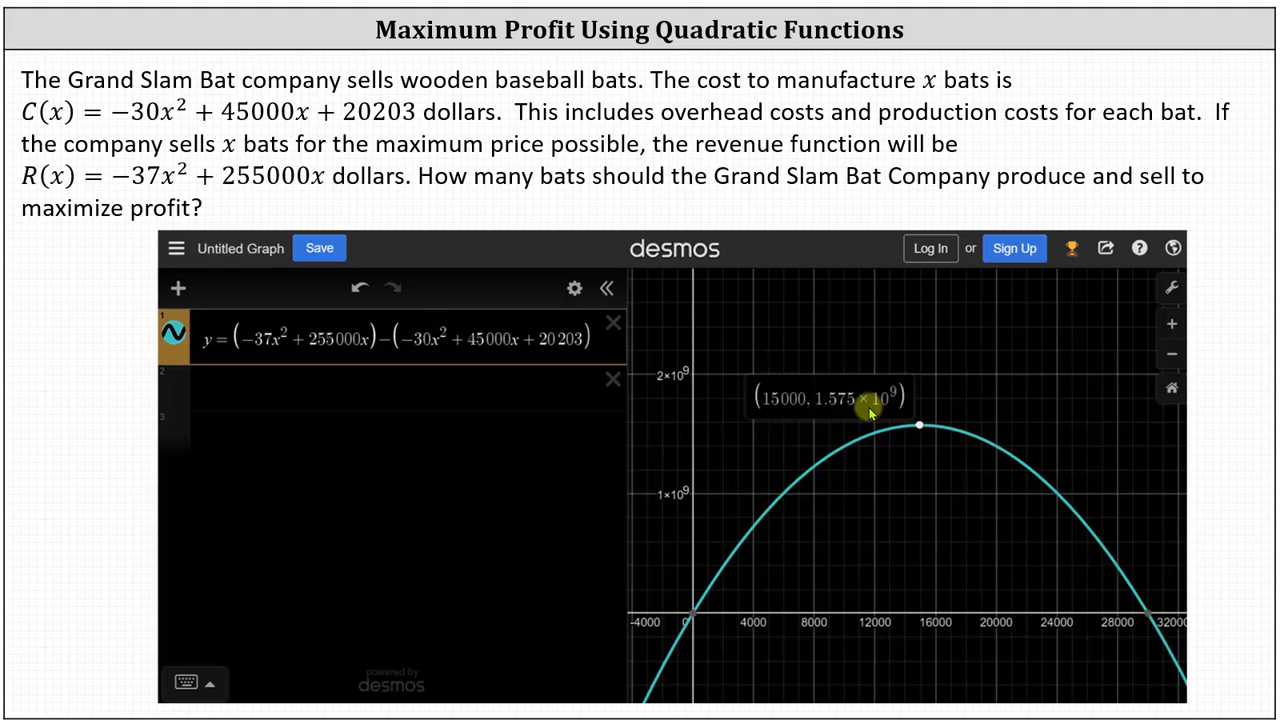 Maximum Profit Using Quadratic Functions
The Grand Slam Bat company sells wooden baseball bats. The cost to manufacture x bats is
C(x) = −30x² + 45000x + 20203 dollars. This includes overhead costs and production costs for each bat. If
the company sells x bats for the maximum price possible, the revenue function will be
R(x) = −37x² + 255000x dollars. How many bats should the Grand Slam Bat Company produce and sell to
maximize profit?
Untitled Graph Save desmos Log In or Sign Up
1
y = (−37x² + 255000x) − (−30x² + 45000x + 20203)
2
3
2×10⁹
(15000, 1.575 × 10⁹)
1×10⁹
-4000 0 4000 8000 12000 16000 20000 24000 28000 32000
powered by
desmos